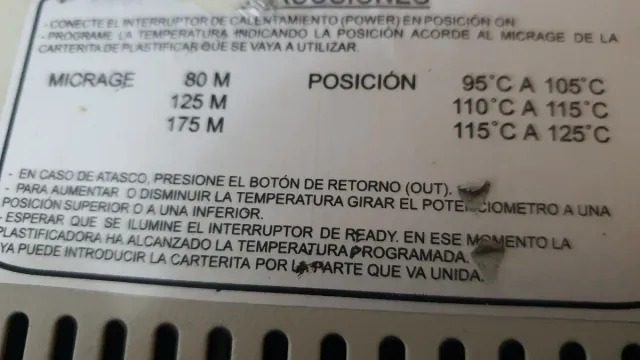 - CONECTE EL INTERRUPTOR DE CALENTAMIENTO (POWER) EN POSICIÓN ON
- PROGRAME LA TEMPERATURA INDICANDO LA POSICIÓN ACORDE AL MICRAGE DE LA
CARTERITA DE PLASTIFICAR QUE SE VAYA A UTILIZAR.
MICRAGE 80 M POSICIÓN 95°C A 105°C
125 M 110°C A 115°C
175 M 115°C A 125°C
- EN CASO DE ATASCO, PRESIONE EL BOTÓN DE RETORNO (OUT).
- PARA AUMENTAR O DISMINUIR LA TEMPERATURA GIRAR EL POTENCIOMETRO A UNA
POSICIÓN SUPERIOR O A UNA INFERIOR.
- ESPERAR QUE SE ILUMINE EL INTERRUPTOR DE READY. EN ESE MOMENTO LA
PLASTIFICADORA HA ALCANZADO LA TEMPERATURA PROGRAMADA.
YA PUEDE INTRODUCIR LA CARTERITA POR LA PARTE QUE VA UNIDA.